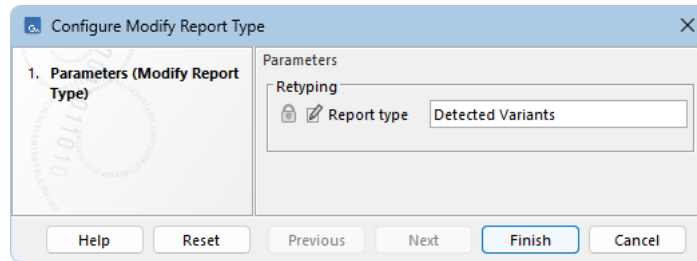 Configure Modify Report Type
1. Parameters (Modify Report
Type)
Parameters
Retyping
Report type
Detected Variants
Help
Reset
Previous
Next
Finish
Cancel